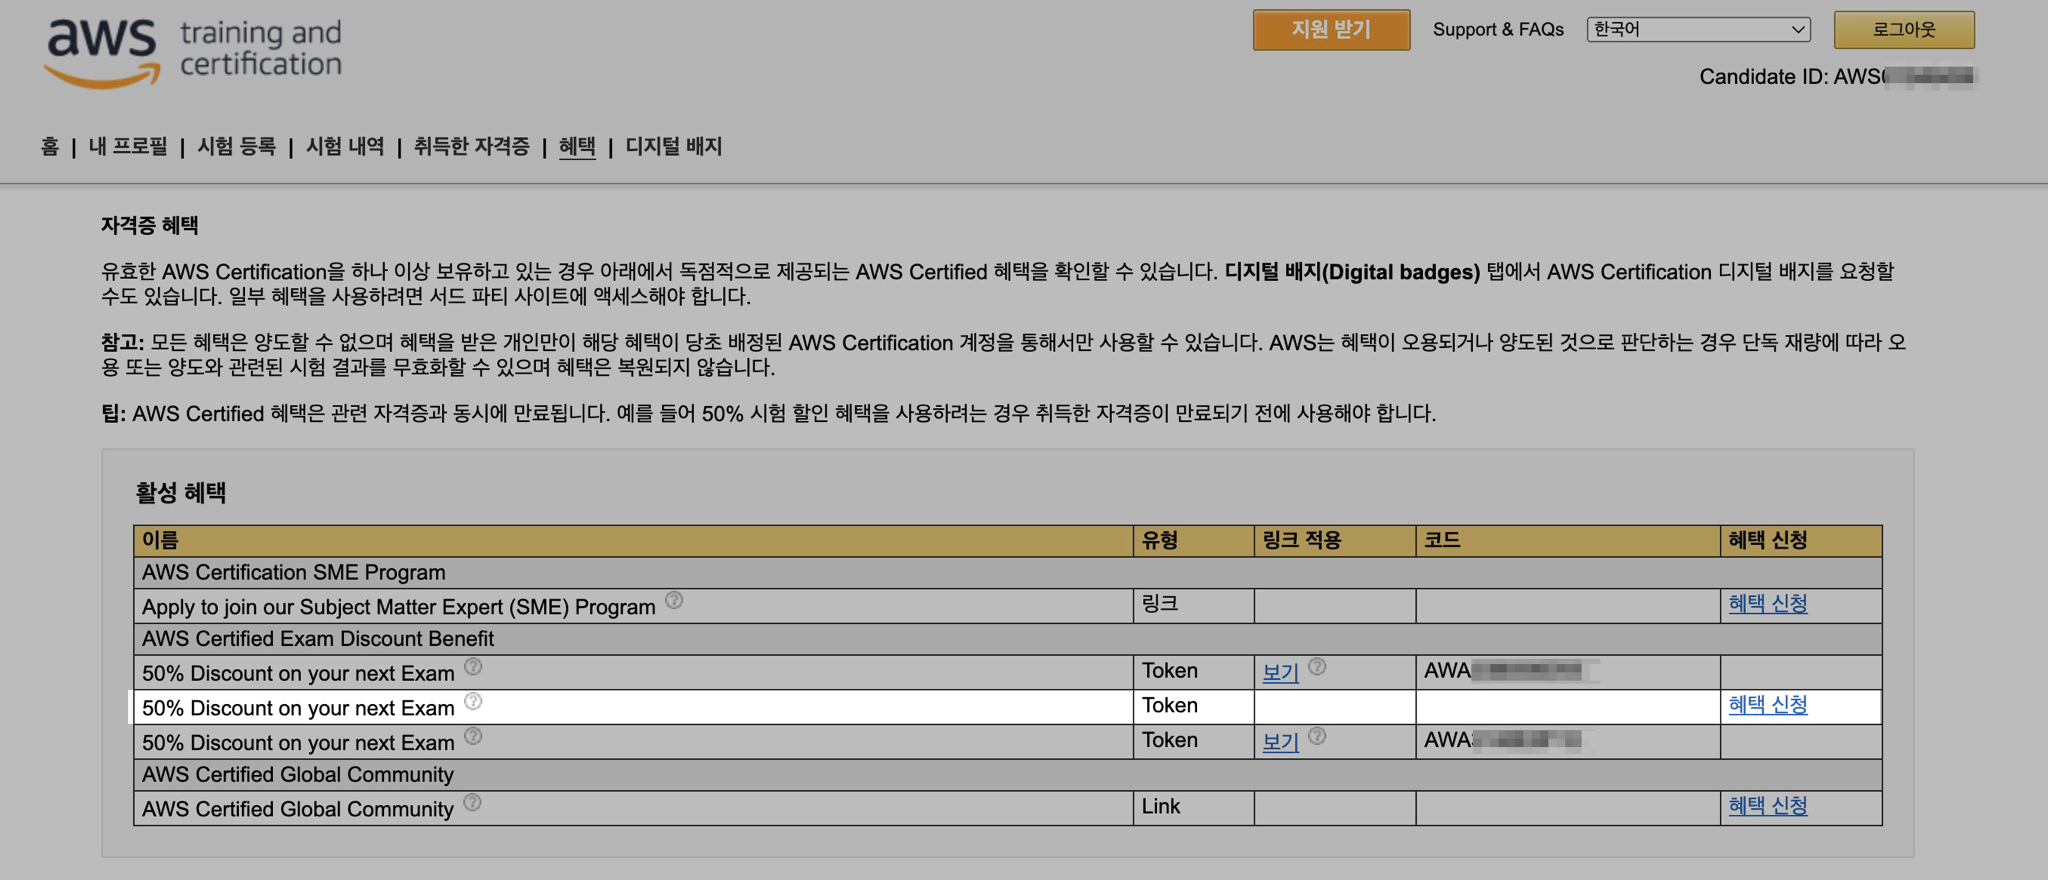 aws training and certification
지원 받기 Support & FAQs 한국어 로그아웃
Candidate ID: AWS
홈 | 내 프로필 | 시험 등록 | 시험 내역 | 취득한 자격증 | 혜택 | 디지털 배지
자격증 혜택
유효한 AWS Certification을 하나 이상 보유하고 있는 경우 아래에서 독점적으로 제공되는 AWS Certified 혜택을 확인할 수 있습니다. 디지털 배지(Digital badges) 탭에서 AWS Certification 디지털 배지를 요청할
수도 있습니다. 일부 혜택을 사용하려면 서드 파티 사이트에 액세스해야 합니다.
참고: 모든 혜택은 양도할 수 없으며 혜택을 받은 개인만이 해당 혜택이 당초 배정된 AWS Certification 계정을 통해서만 사용할 수 있습니다. AWS는 혜택이 오용되거나 양도된 것으로 판단하는 경우 단독 재량에 따라 오
용 또는 양도와 관련된 시험 결과를 무효화할 수 있으며 혜택은 복원되지 않습니다.
팁: AWS Certified 혜택은 관련 자격증과 동시에 만료됩니다. 예를 들어 50% 시험 할인 혜택을 사용하려는 경우 취득한 자격증이 만료되기 전에 사용해야 합니다.
활성 혜택
이름 유형 링크 적용 코드 혜택 신청
AWS Certification SME Program
Apply to join our Subject Matter Expert (SME) Program ? 링크 혜택 신청
AWS Certified Exam Discount Benefit
50% Discount on your next Exam ? Token 보기 ? AWA
50% Discount on your next Exam ? Token 혜택 신청
50% Discount on your next Exam ? Token 보기 ? AWA
AWS Certified Global Community
AWS Certified Global Community ? Link 혜택 신청